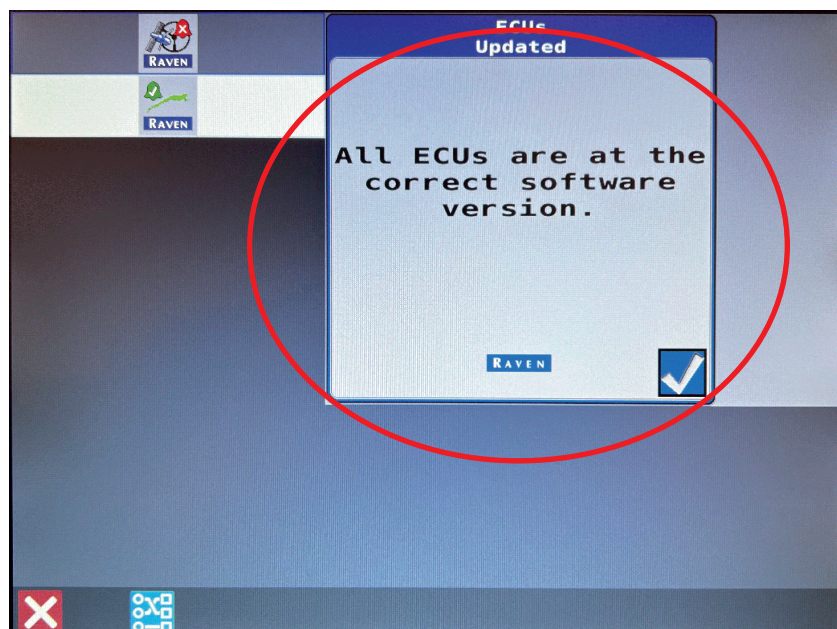 RAVEN
RAVEN
ECUs
Updated
All ECUs are at the
correct software
version.
RAVEN